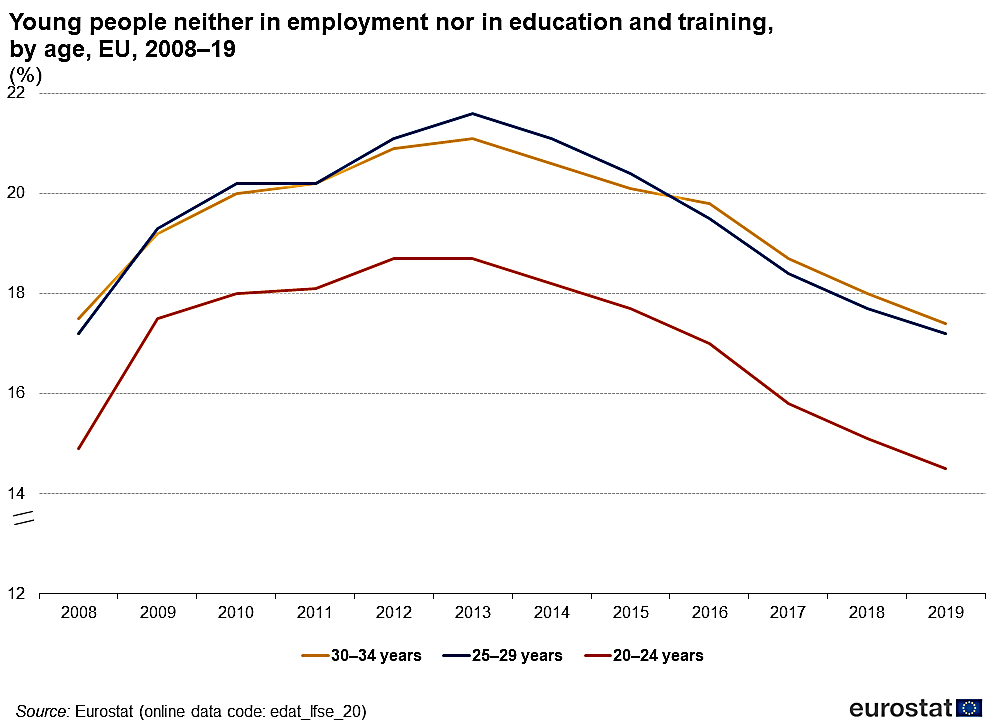 Young people neither in employment nor in education and training,
by age, EU, 2008–19
(%)
22
20
18
16
14
12
2008 2009 2010 2011 2012 2013 2014 2015 2016 2017 2018 2019
30–34 years 25–29 years 20–24 years
Source: Eurostat (online data code: edat_lfse_20)
eurostat